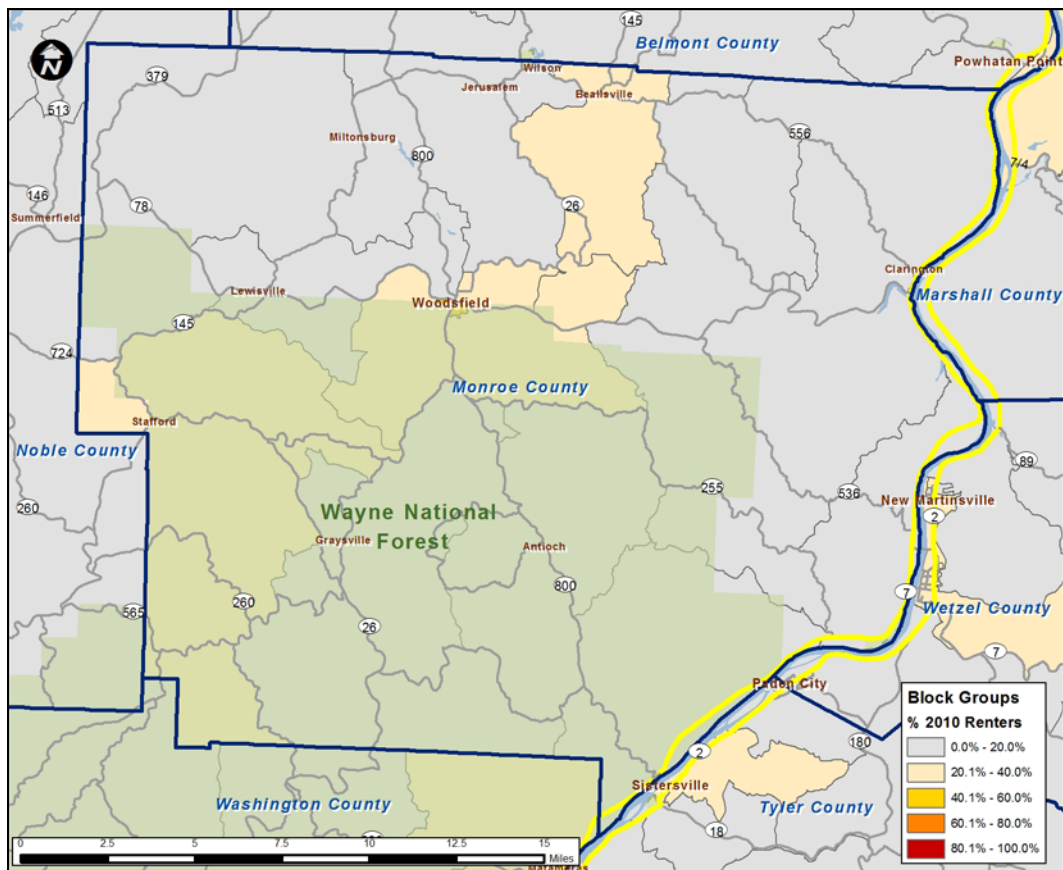 145
Belmont County
N
Wilson
Powhatan Point
379
Jerusalem
Beallsville
513
Miltonsburg
556
800
7/4
146
78
26
Summerfield
Clarington
Lewisville
Woodsfield
Marshall County
145
724
Monroe County
Stafford
Noble County
89
255
536
New Martinsville
260
Wayne National
Forest
2
Graysville
Antioch
800
7
565
260
26
Wetzel County
7
Paden City
Block Groups
% 2010 Renters
0.0% - 20.0%
20.1% - 40.0%
40.1% - 60.0%
60.1% - 80.0%
80.1% - 100.0%
180
2
Sistersville
Washington County
Tyler County
18
0 2.5 5 10 15
Miles